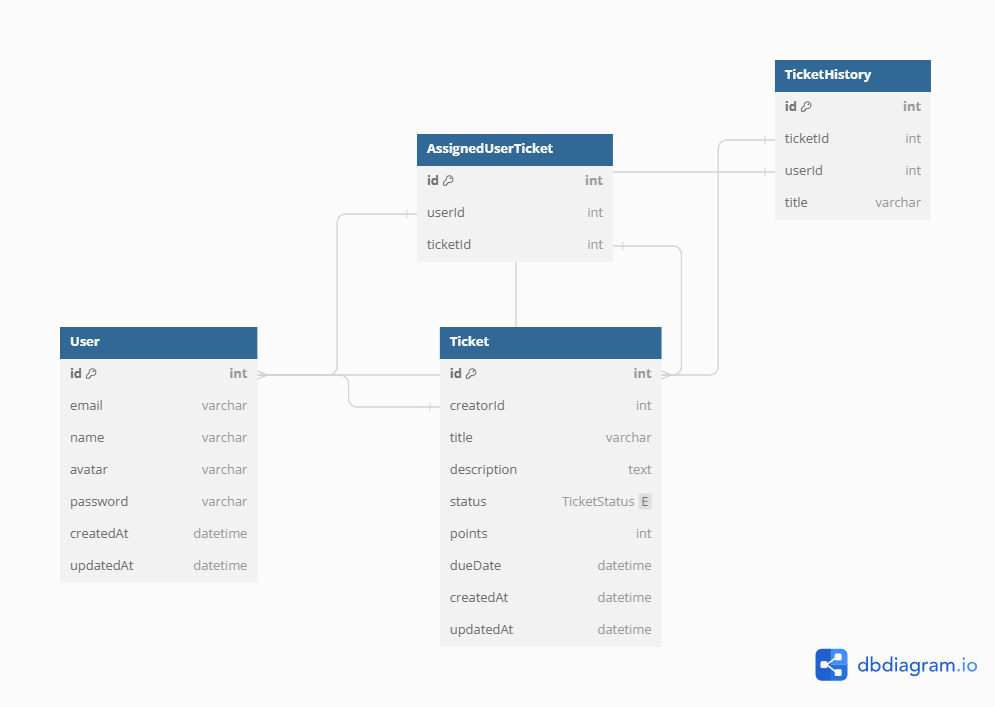 TicketHistory
id int
ticketId int
userId int
title varchar
AssignedUserTicket
id int
userId int
ticketId int
User
id int
email varchar
name varchar
avatar varchar
password varchar
createdAt datetime
updatedAt datetime
Ticket
id int
creatorId int
title varchar
description text
status TicketStatus E
points int
dueDate datetime
createdAt datetime
updatedAt datetime
dbdiagram.io